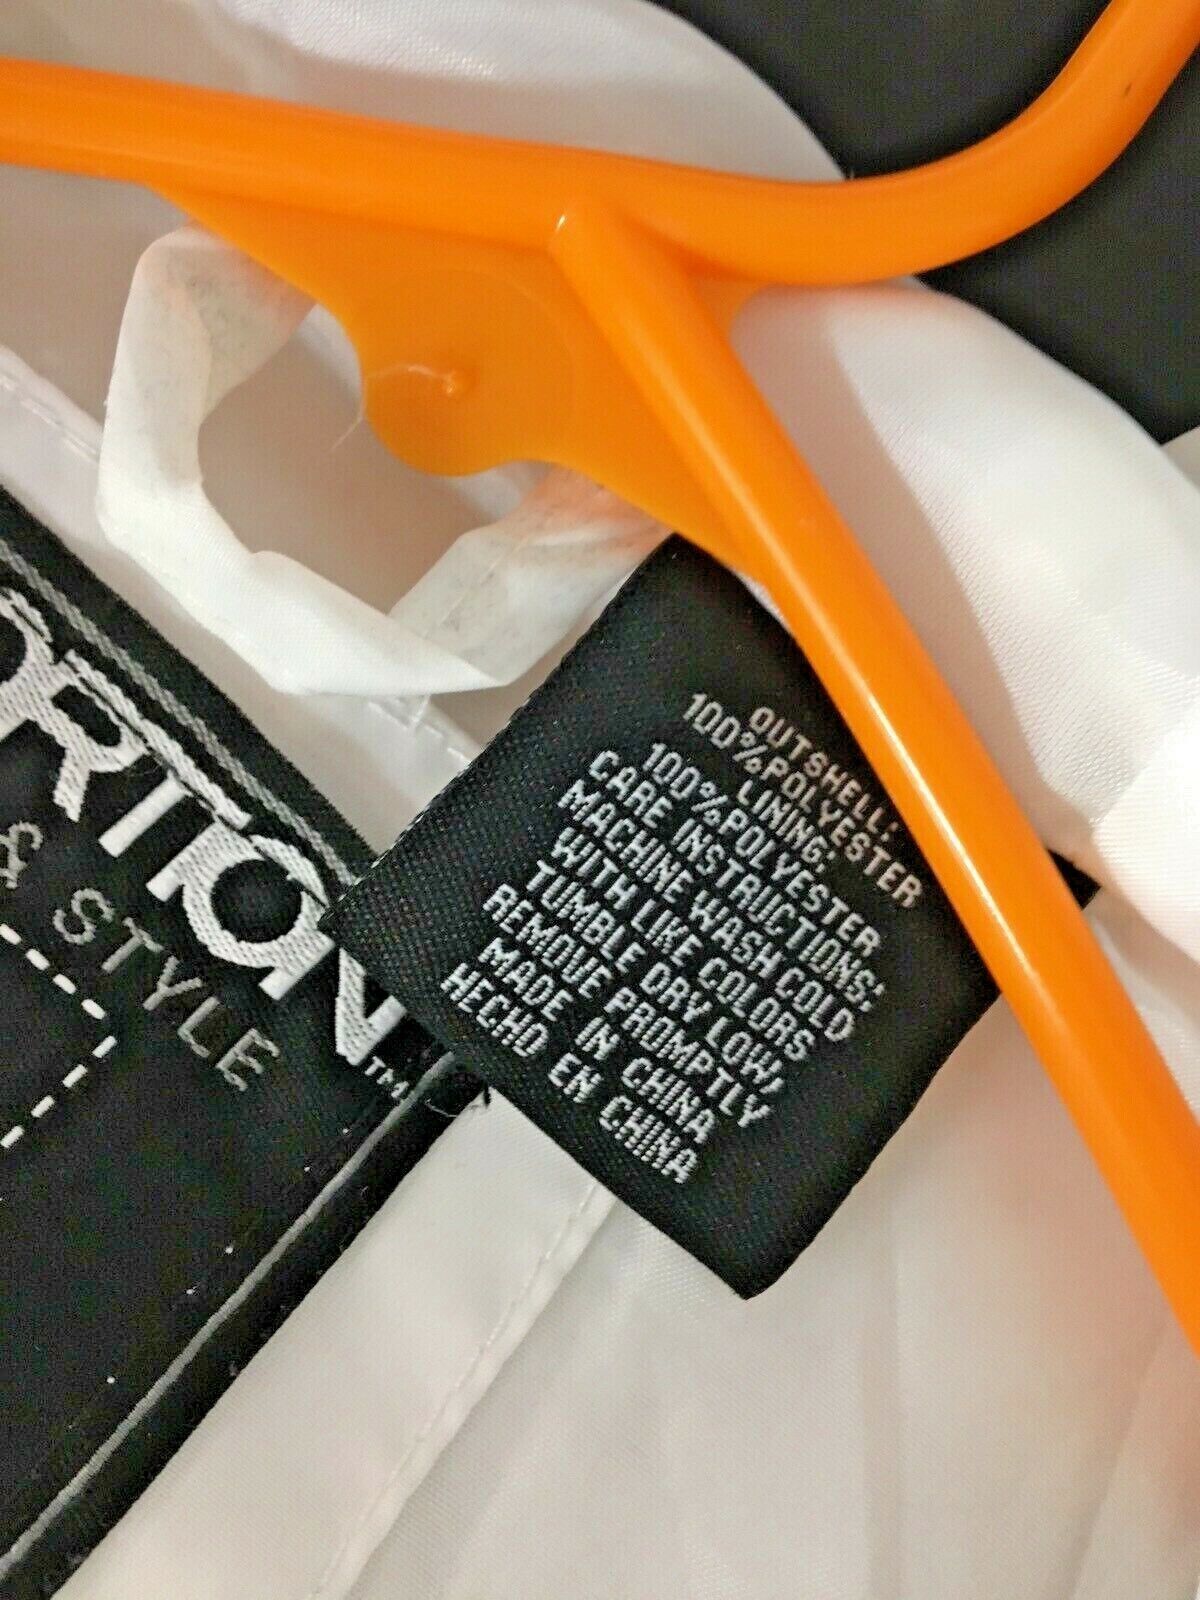 ORTON™
& STYLE
OUTSHELL:
100%POLYESTER
LINING:
100%POLYESTER
CARE INSTRUCTIONS:
MACHINE WASH COLD
WITH LIKE COLORS
TUMBLE DRY LOW,
REMOVE PROMPTLY
MADE IN CHINA
HECHO EN CHINA